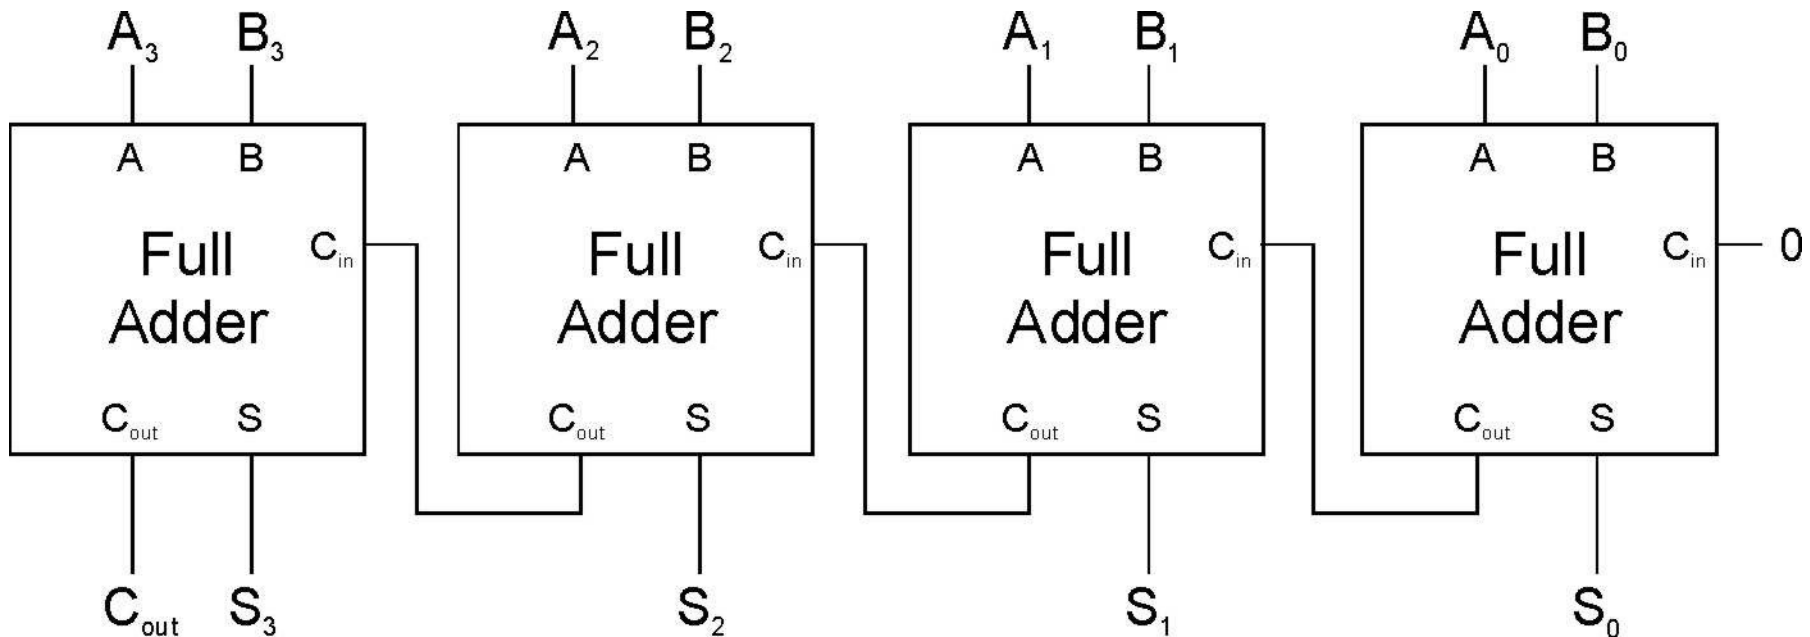 A3 B3 A2 B2 A1 B1 A0 B0
A B A B A B A B
Full Cin Full Cin Full Cin Full Cin 0
Adder Adder Adder Adder
Cout S Cout S Cout S Cout S
Cout S3 S2 S1 S0